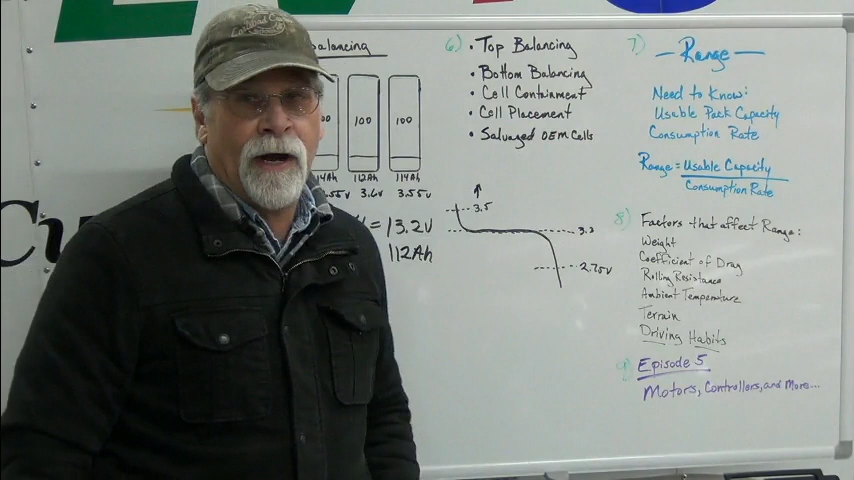 Balancing
100
100
114Ah 112Ah 114Ah
3.6V 3.55V
= 13.2V
112Ah
6)
• Top Balancing
• Bottom Balancing
• Cell Containment
• Cell Placement
• Salvaged OEM Cells
3.5
3.3
2.75V
7) — Range —
Need to Know:
Usable Pack Capacity
Consumption Rate
Range = Usable Capacity
Consumption Rate
8) Factors that affect Range:
Weight
Coefficient of Drag
Rolling Resistance
Ambient Temperature
Terrain
Driving Habits
9) Episode 5
Motors, Controllers, and More...